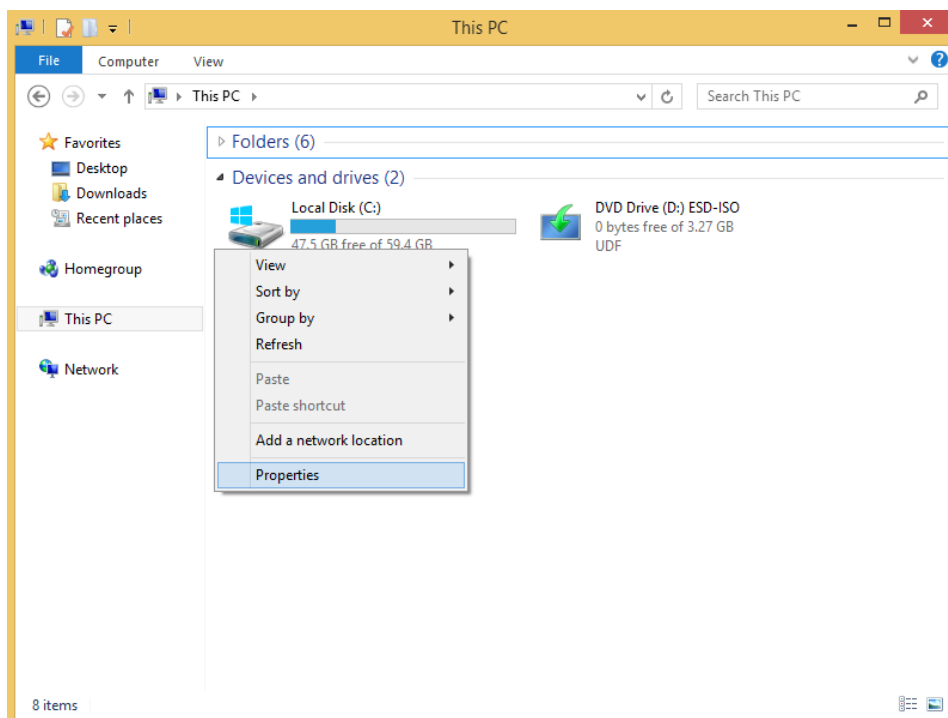 This PC
File Computer View
This PC
Search This PC
Favorites
Desktop
Downloads
Recent places
Homegroup
This PC
Network
Folders (6)
Devices and drives (2)
Local Disk (C:)
47.5 GB free of 59.4 GB
DVD Drive (D:) ESD-ISO
0 bytes free of 3.27 GB
UDF
View
Sort by
Group by
Refresh
Paste
Paste shortcut
Add a network location
Properties
8 items